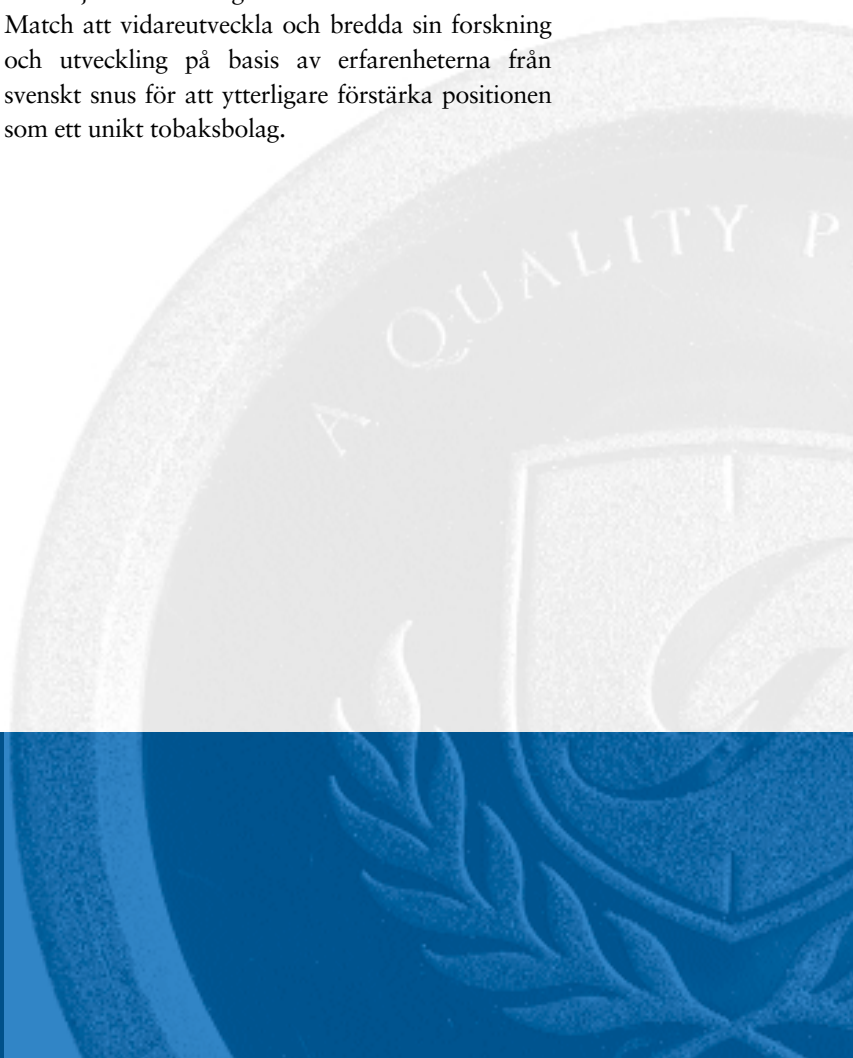 Match att vidareutveckla och bredda sin forskning
och utveckling på basis av erfarenheterna från
svenskt snus för att ytterligare förstärka positionen
som ett unikt tobaksbolag.
A QUALITY P